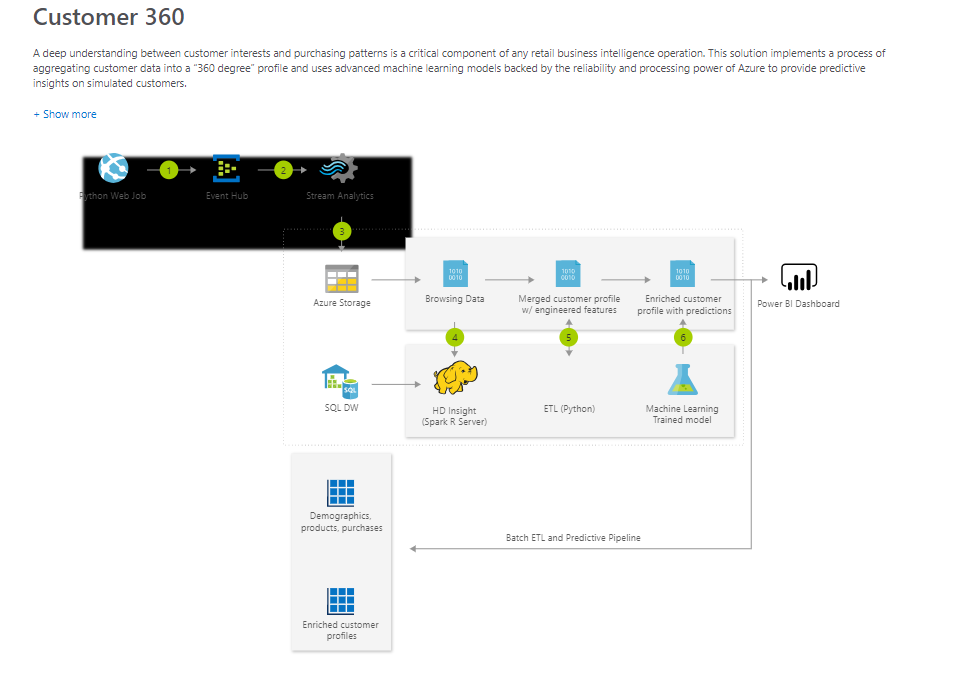 Customer 360
A deep understanding between customer interests and purchasing patterns is a critical component of any retail business intelligence operation. This solution implements a process of
aggregating customer data into a "360 degree" profile and uses advanced machine learning models backed by the reliability and processing power of Azure to provide predictive
insights on simulated customers.
+ Show more
1
2
Python Web Job
Event Hub
Stream Analytics
3
1010
0010
1010
0010
1010
0010
Azure Storage
Browsing Data
Merged customer profile
w/ engineered features
Enriched customer
profile with predictions
Power BI Dashboard
4
5
6
SQL
SQL DW
HD Insight
(Spark R Server)
ETL (Python)
Machine Learning
Trained model
Demographics,
products, purchases
Batch ETL and Predictive Pipeline
Enriched customer
profiles